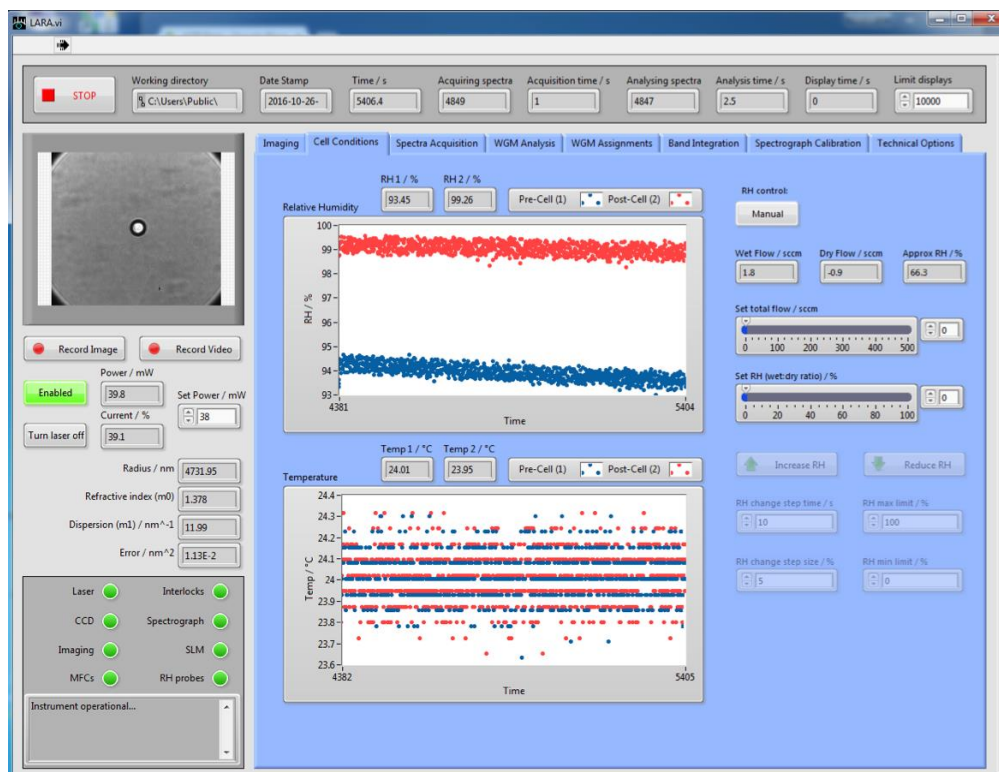 LARA.vi
STOP
Working directory
C:\Users\Public\
Date Stamp
2016-10-26-
Time / s
5406.4
Acquiring spectra
4849
Acquisition time / s
1
Analysing spectra
4847
Analysis time / s
2.5
Display time / s
0
Limit displays
10000
Imaging
Cell Conditions
Spectra Acquisition
WGM Analysis
WGM Assignments
Band Integration
Spectrograph Calibration
Technical Options
Record Image
Record Video
Enabled
Power / mW
39.8
Set Power / mW
38
Turn laser off
Current / %
39.1
Radius / nm
4731.95
Refractive index (m0)
1.378
Dispersion (m1) / nm^-1
11.99
Error / nm^2
1.13E-2
Laser
Interlocks
CCD
Spectrograph
Imaging
SLM
MFCs
RH probes
Instrument operational...
RH 1 / %
93.45
RH 2 / %
99.26
Pre-Cell (1)
Post-Cell (2)
Relative Humidity
100
99
98
97
96
95
94
93
RH / %
4381
5404
Time
Temp 1 / °C
24.01
Temp 2 / °C
23.95
Pre-Cell (1)
Post-Cell (2)
Temperature
24.4
24.3
24.2
24.1
24
23.9
23.8
23.7
23.6
Temp / °C
4382
5405
Time
RH control:
Manual
Wet Flow / sccm
1.8
Dry Flow / sccm
-0.9
Approx RH / %
66.3
Set total flow / sccm
0 100 200 300 400 500
0
Set RH (wet:dry ratio) / %
0 20 40 60 80 100
0
Increase RH
Reduce RH
RH change step time / s
10
RH max limit / %
100
RH change step size / %
5
RH min limit / %
0